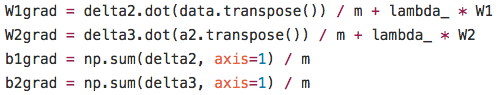 W1grad = delta2.dot(data.transpose()) / m + lambda_ * W1
W2grad = delta3.dot(a2.transpose()) / m + lambda_ * W2
b1grad = np.sum(delta2, axis=1) / m
b2grad = np.sum(delta3, axis=1) / m